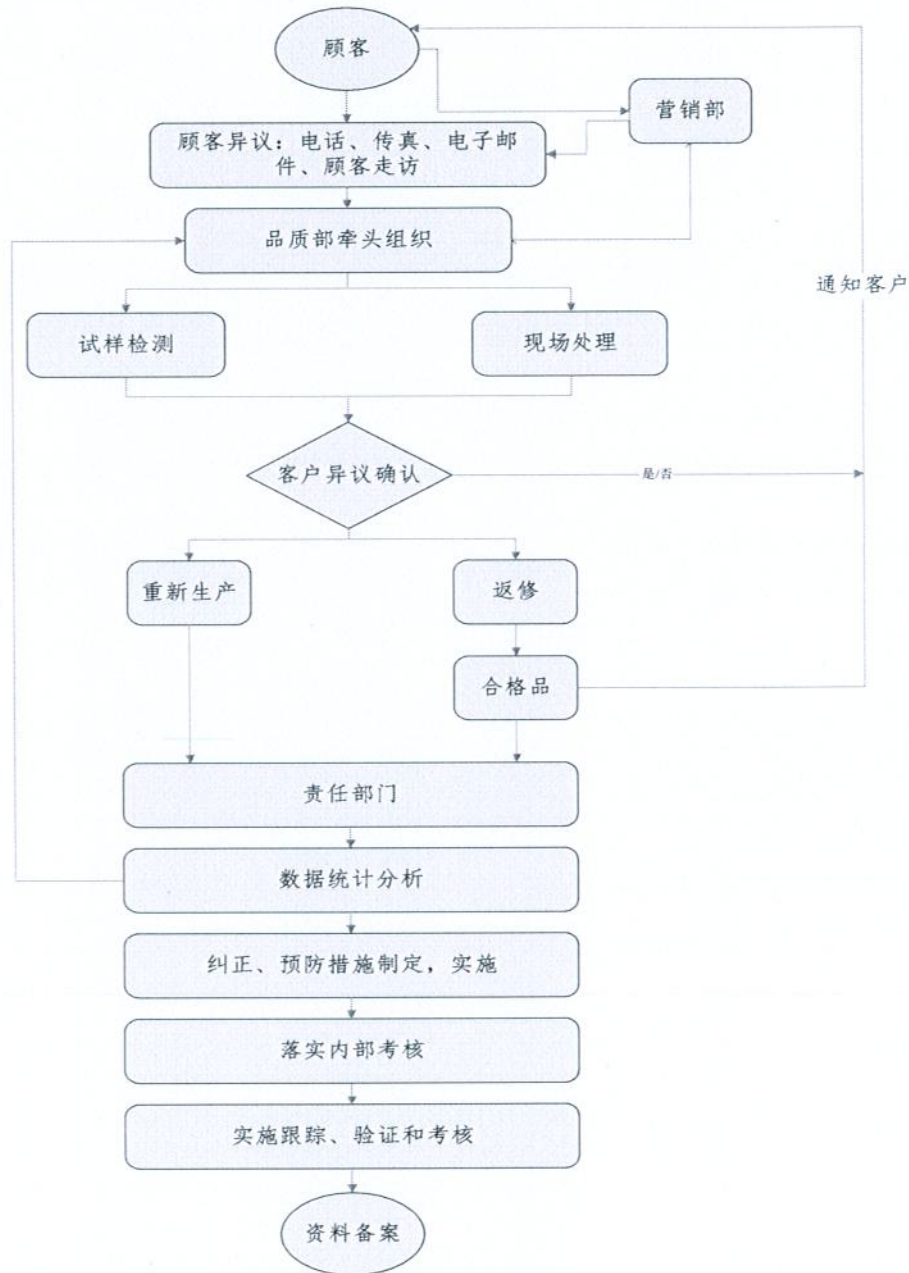 顾客
营销部
顾客异议：电话、传真、电子邮
件、顾客走访
品质部牵头组织
通知客户
试样检测
现场处理
客户异议确认
是/否
重新生产
返修
合格品
责任部门
数据统计分析
纠正、预防措施制定，实施
落实内部考核
实施跟踪、验证和考核
资料备案